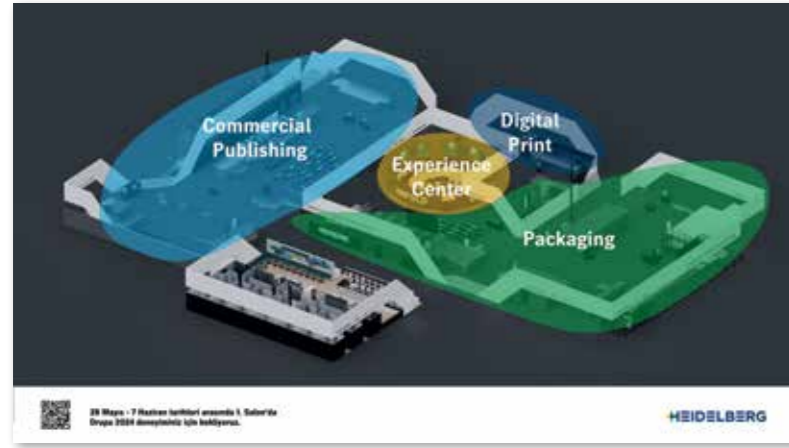 Commercial
Publishing
Digital
Print
Experience
Center
Packaging
28 Mayıs - 7 Haziran tarihleri arasında 1. Salon'da
Drupa 2024 deneyiminiz için bekliyoruz.
HEIDELBERG